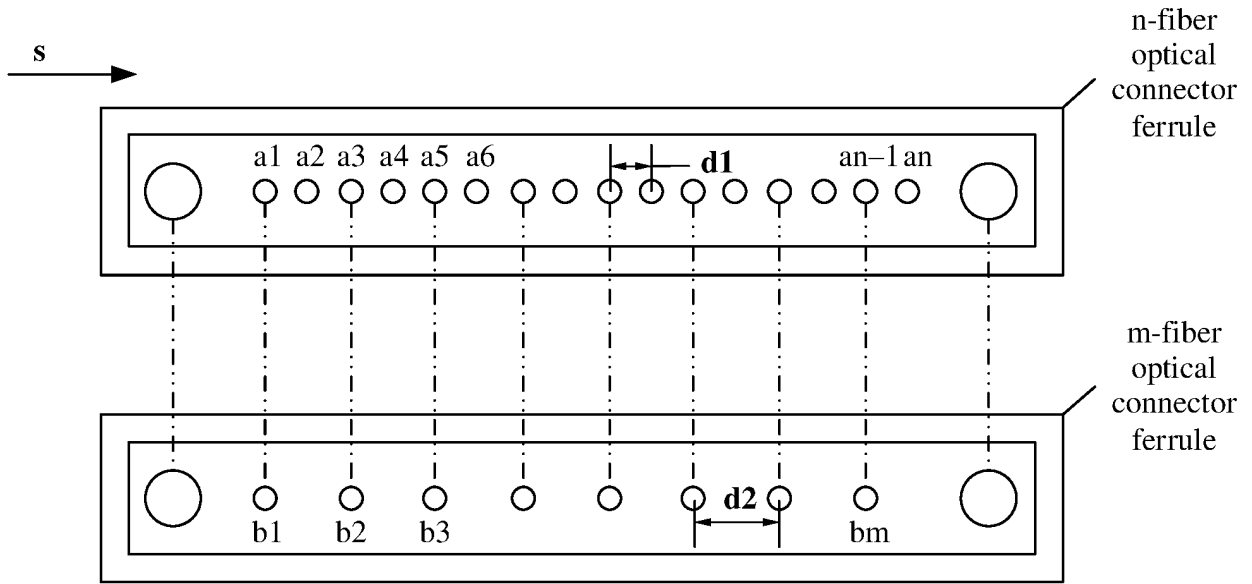 n-fiber
optical
connector
ferrule
s
a1 a2 a3 a4 a5 a6 d1 an–1 an
m-fiber
optical
connector
ferrule
d2
b1 b2 b3 bm